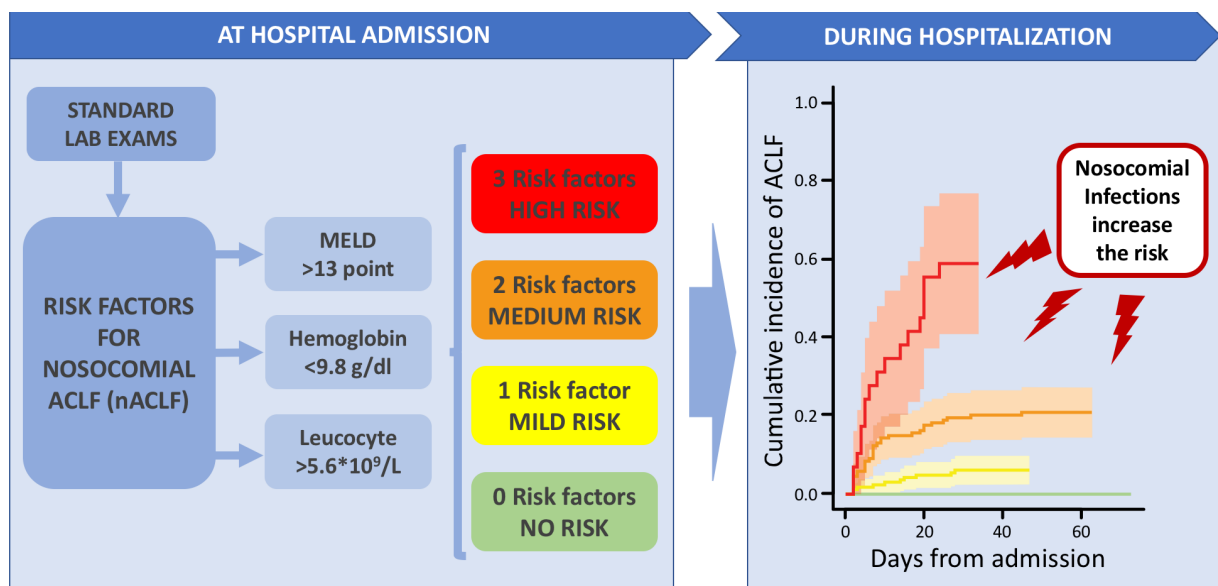 AT HOSPITAL ADMISSION
STANDARD
LAB EXAMS
RISK FACTORS
FOR
NOSOCOMIAL
ACLF (nACLF)
MELD
>13 point
Hemoglobin
<9.8 g/dl
Leucocyte
>5.6*10⁹/L
3 Risk factors
HIGH RISK
2 Risk factors
MEDIUM RISK
1 Risk factor
MILD RISK
0 Risk factors
NO RISK
DURING HOSPITALIZATION
Cumulative incidence of ACLF
1.0
0.8
0.6
0.4
0.2
0.0
0 20 40 60
Days from admission
Nosocomial
Infections
increase
the risk